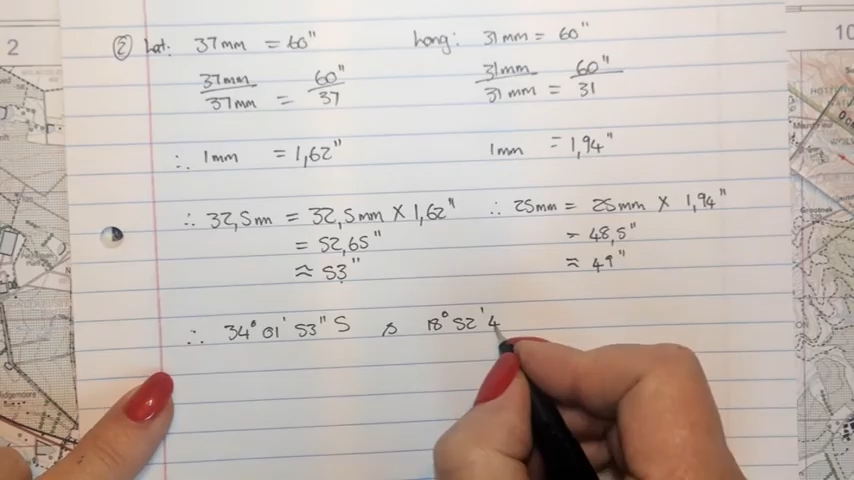 ② Lat: 37mm = 60" Long: 31mm = 60"
37mm / 37mm = 60" / 37 31mm / 31mm = 60" / 31
∴ 1mm = 1,62" 1mm = 1,94"
∴ 32,5m = 32,5mm X 1,62" ∴ 25mm = 25mm X 1,94"
= 52,65" = 48,5"
≈ 53" ≈ 49"
∴ 34° 01' 53" S & 18° 52' 4
2
10